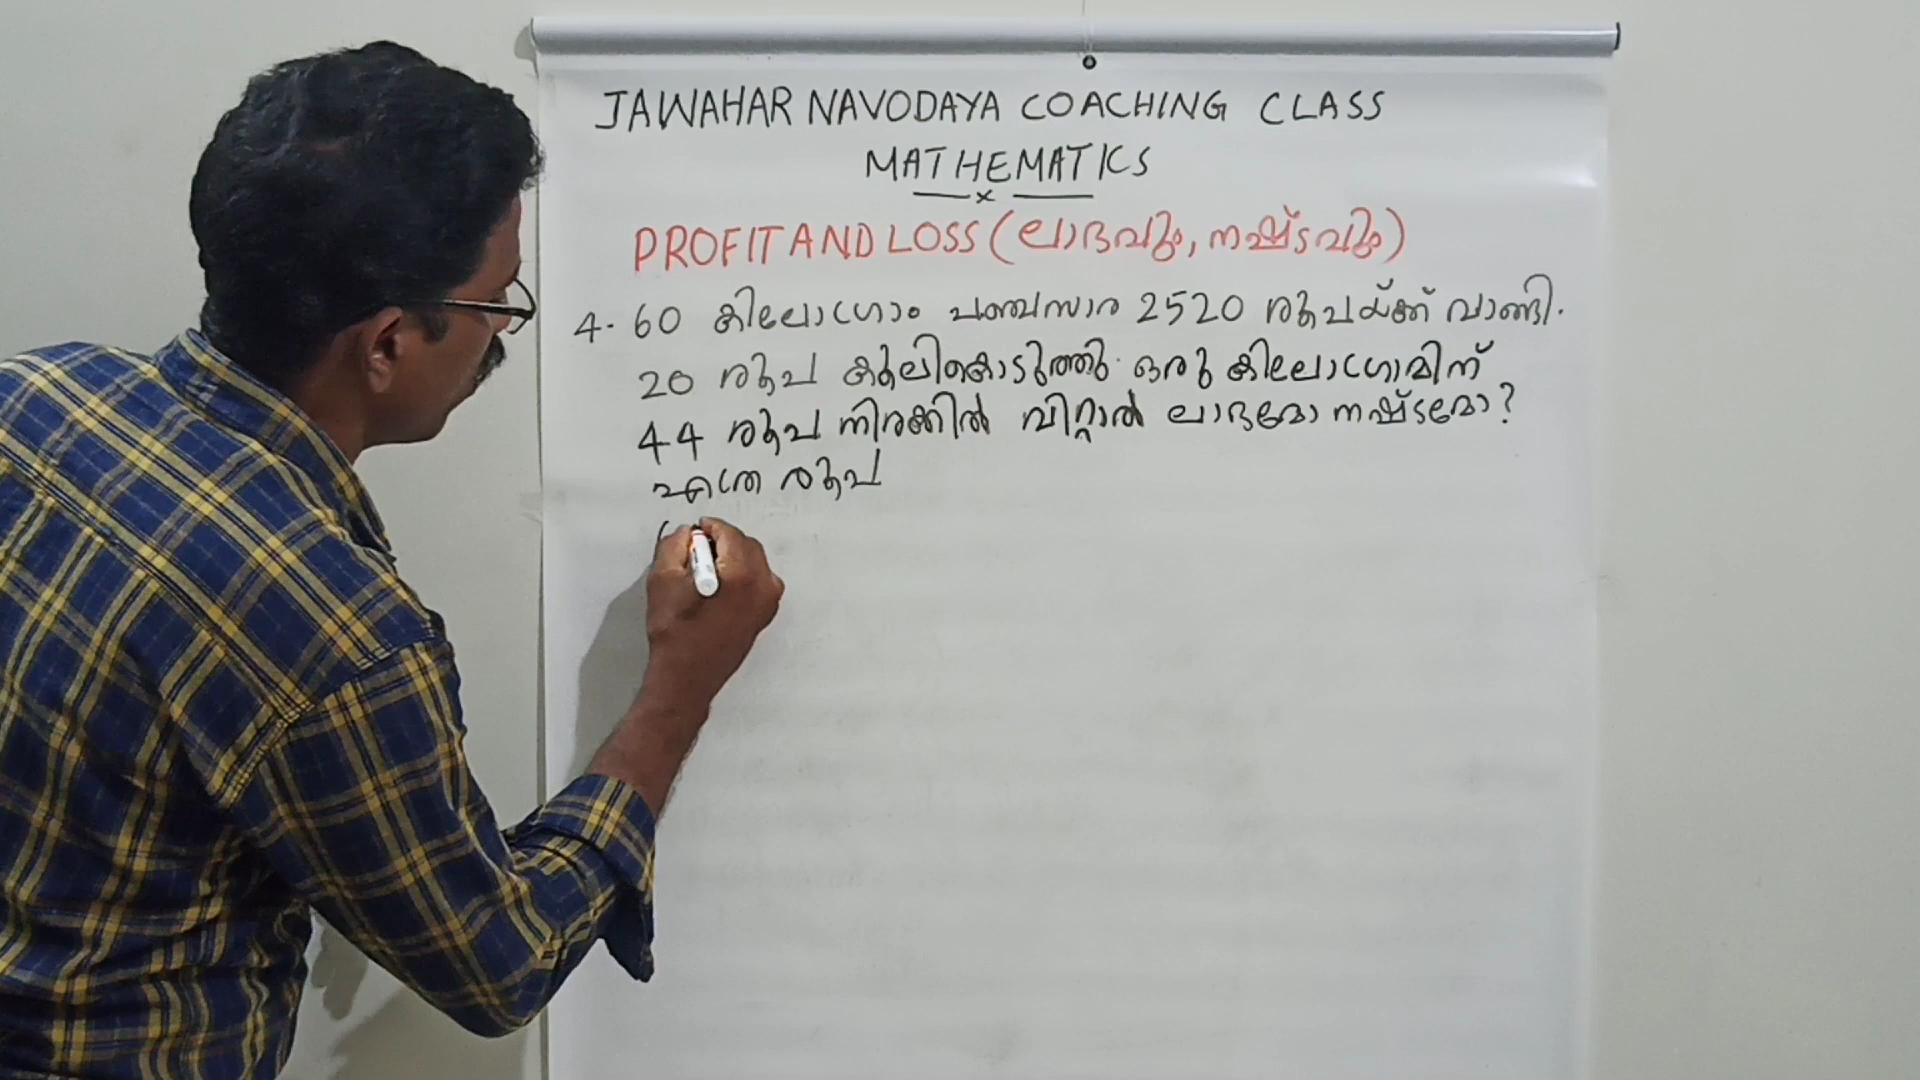 JAWAHAR NAVODAYA COACHING CLASS
MATHEMATICS
x
PROFIT AND LOSS (ലാഭവും, നഷ്ടവും)
4. 60 കിലോഗ്രാം പഞ്ചസാര 2520 രൂപയ്ക്ക് വാങ്ങി.
20 രൂപ കൂലികൊടുത്തു. ഒരു കിലോഗ്രാമിന്
44 രൂപ നിരക്കിൽ വിറ്റാൽ ലാഭമോ നഷ്ടമോ?
എത്ര രൂപ
(